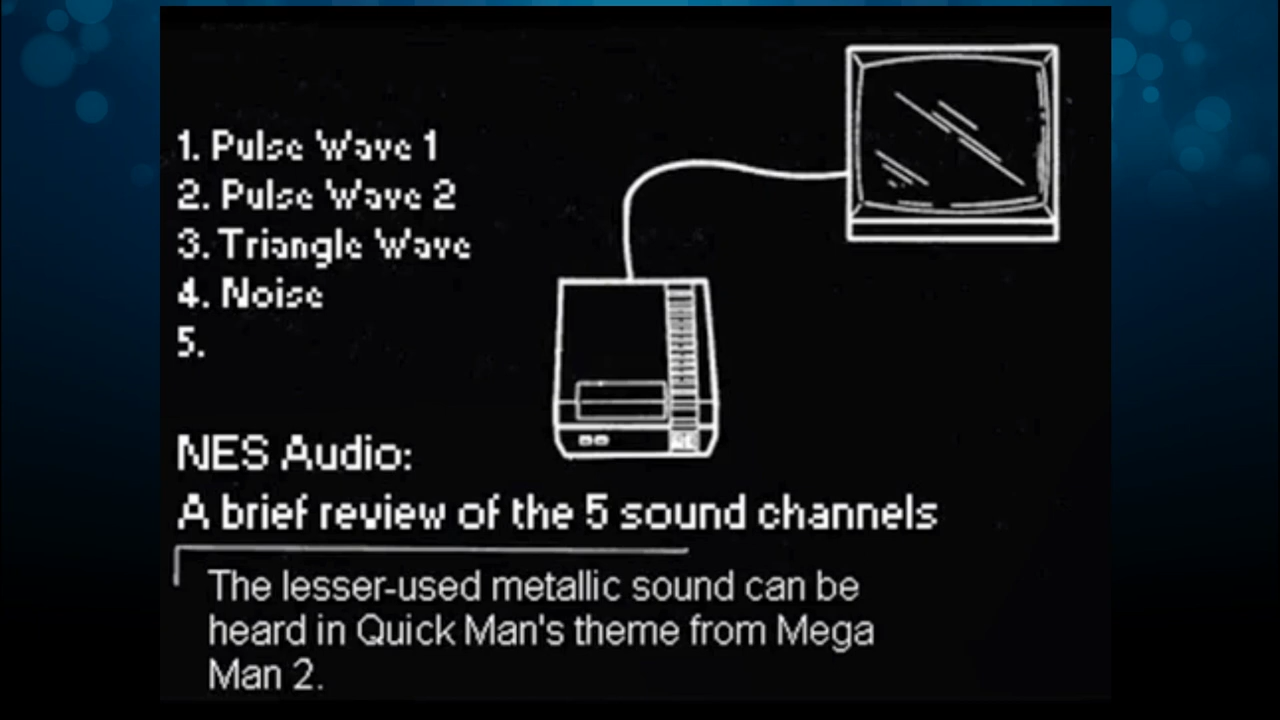 1. Pulse Wave 1
2. Pulse Wave 2
3. Triangle Wave
4. Noise
5.
NES Audio:
A brief review of the 5 sound channels
The lesser-used metallic sound can be
heard in Quick Man's theme from Mega
Man 2.